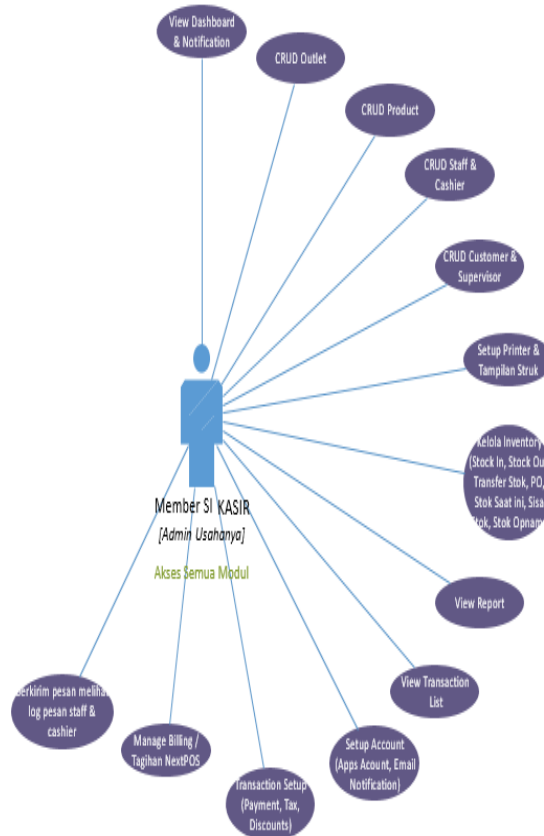 View Dashboard
& Notification
CRUD Outlet
CRUD Product
CRUD Staff &
Cashier
CRUD Customer &
Supervisor
Setup Printer &
Tampilan Struk
Kelola Inventory
(Stock In, Stock Out
Transfer Stok, PO,
Stok Saat ini, Sisa
Stok, Stok Opname
View Report
View Transaction
List
Setup Account
(Apps Acount, Email
Notification)
Transaction Setup
(Payment, Tax,
Discounts)
Manage Billing /
Tagihan NextPOS
Berkirim pesan melihat
log pesan staff &
cashier
Member SI KASIR
[Admin Usahanya]
Akses Semua Modul